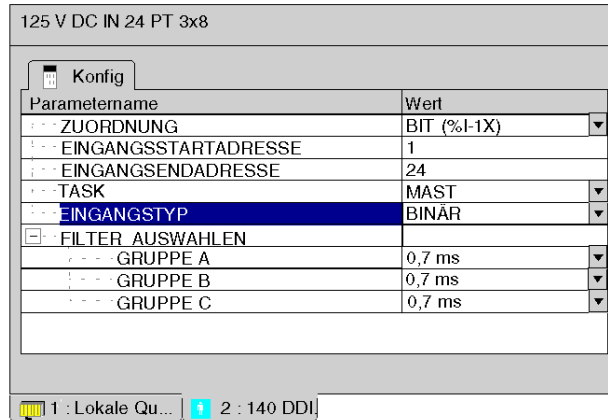 125 V DC IN 24 PT 3x8
Konfig
Parametername Wert
ZUORDNUNG BIT (%I-1X)
EINGANGSSTARTADRESSE 1
EINGANGSENDADRESSE 24
TASK MAST
EINGANGSTYP BINÄR
FILTER AUSWAHLEN
GRUPPE A 0,7 ms
GRUPPE B 0,7 ms
GRUPPE C 0,7 ms
1 : Lokale Qu... 2 : 140 DDI